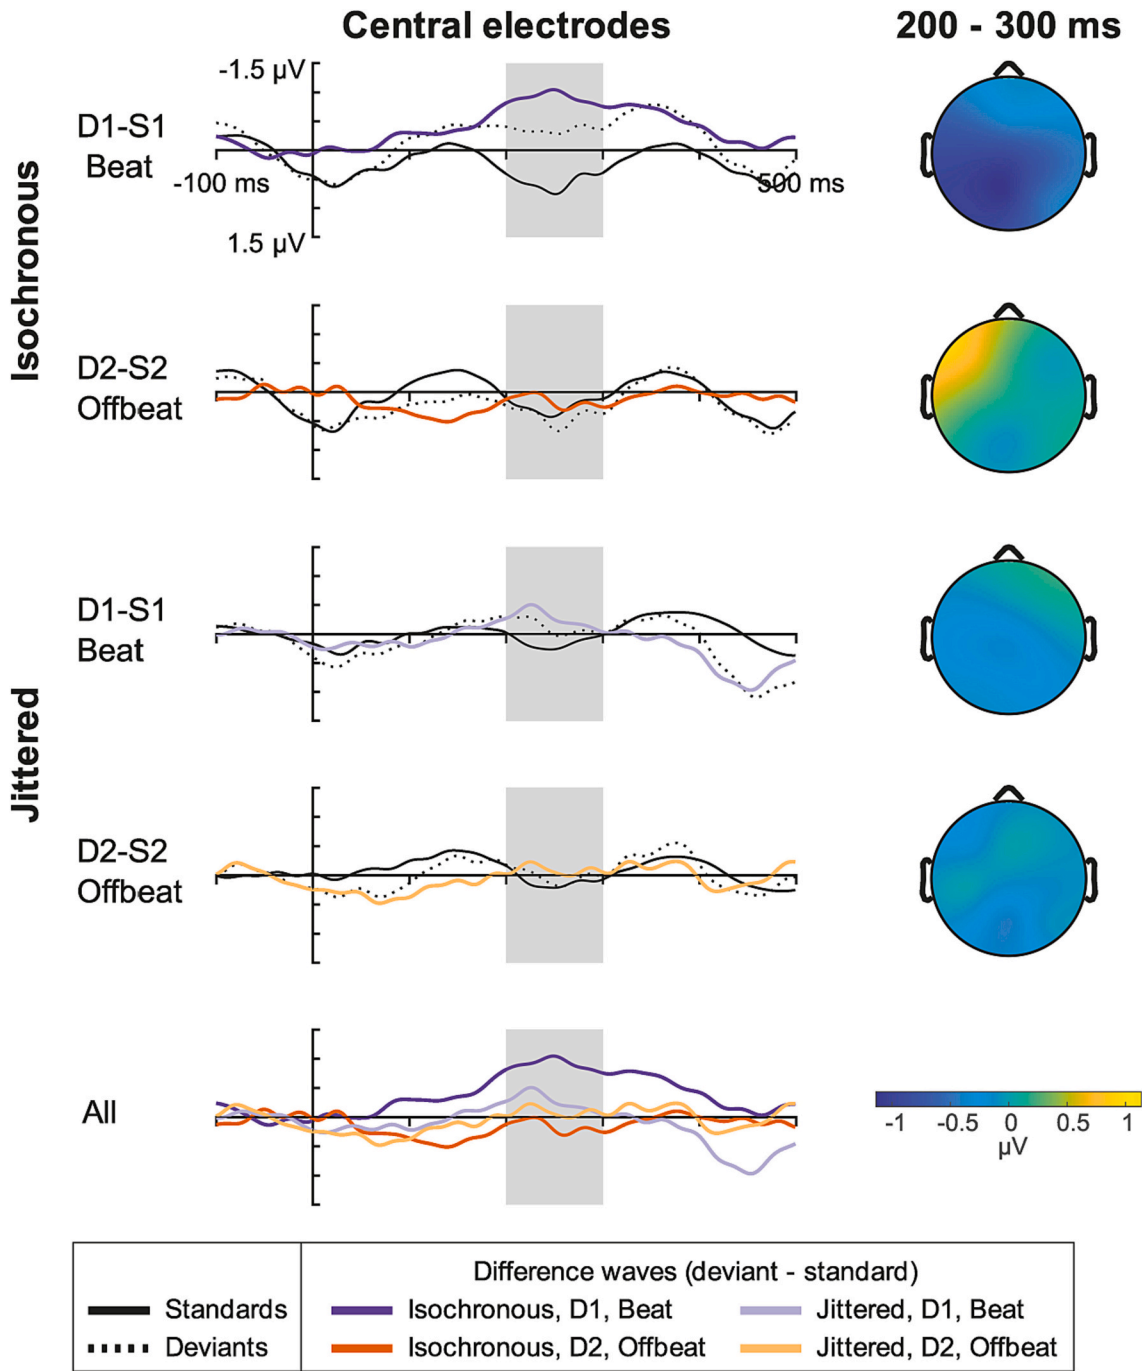 Central electrodes
200 - 300 ms
Isochronous
-1.5 µV
D1-S1
Beat
-100 ms
500 ms
1.5 µV
D2-S2
Offbeat
Jittered
D1-S1
Beat
D2-S2
Offbeat
All
-1 -0.5 0 0.5 1
µV
Difference waves (deviant - standard)
Standards
Deviants
Isochronous, D1, Beat
Jittered, D1, Beat
Isochronous, D2, Offbeat
Jittered, D2, Offbeat